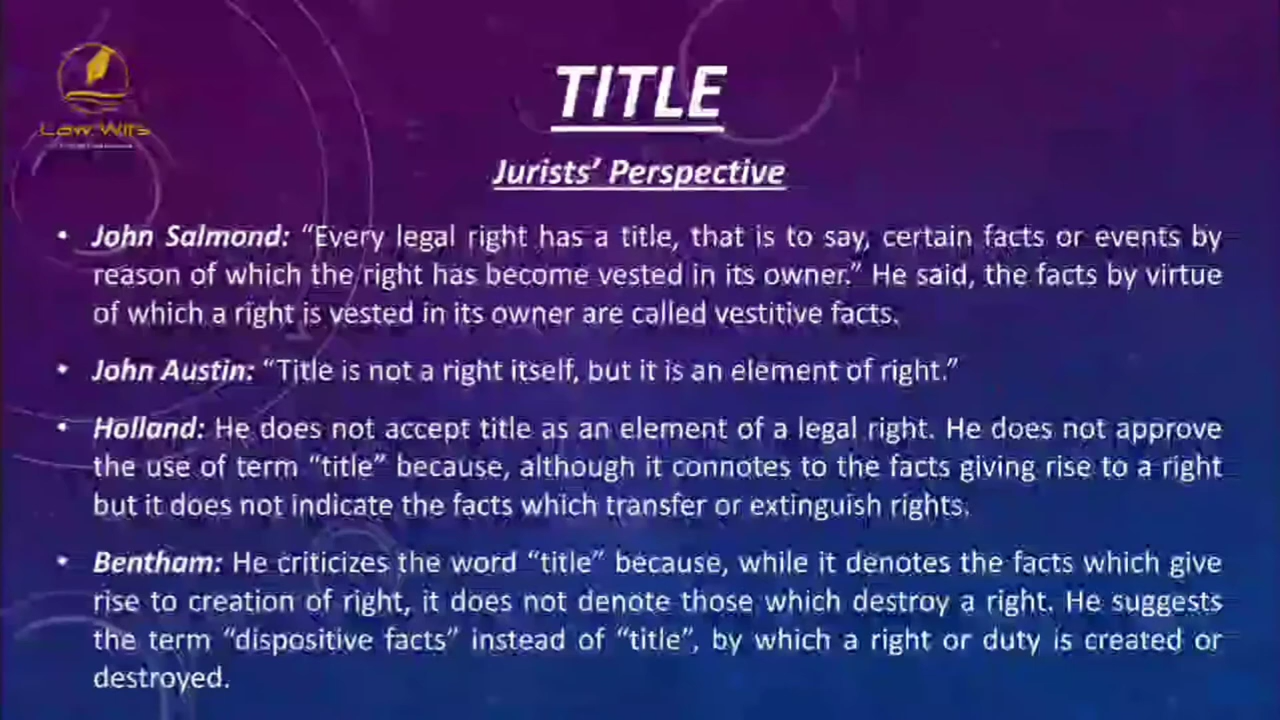 Law Wits
TITLE
Jurists' Perspective
• John Salmond: “Every legal right has a title, that is to say, certain facts or events by
reason of which the right has become vested in its owner.” He said, the facts by virtue
of which a right is vested in its owner are called vestitive facts.
• John Austin: “Title is not a right itself, but it is an element of right.”
• Holland: He does not accept title as an element of a legal right. He does not approve
the use of term “title” because, although it connotes to the facts giving rise to a right
but it does not indicate the facts which transfer or extinguish rights.
• Bentham: He criticizes the word “title” because, while it denotes the facts which give
rise to creation of right, it does not denote those which destroy a right. He suggests
the term “dispositive facts” instead of “title”, by which a right or duty is created or
destroyed.